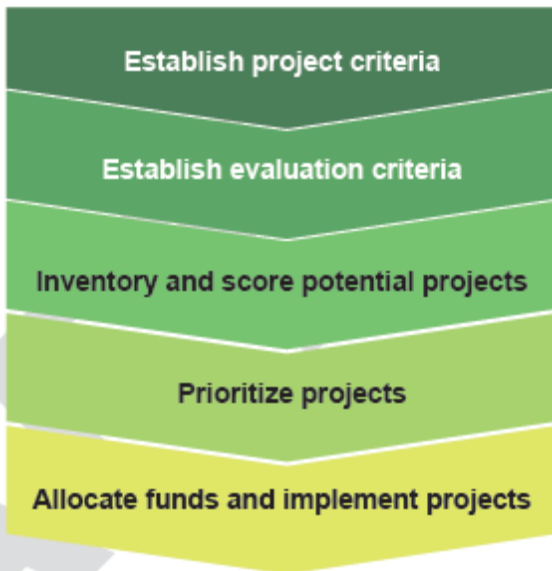 Establish project criteria
Establish evaluation criteria
Inventory and score potential projects
Prioritize projects
Allocate funds and implement projects